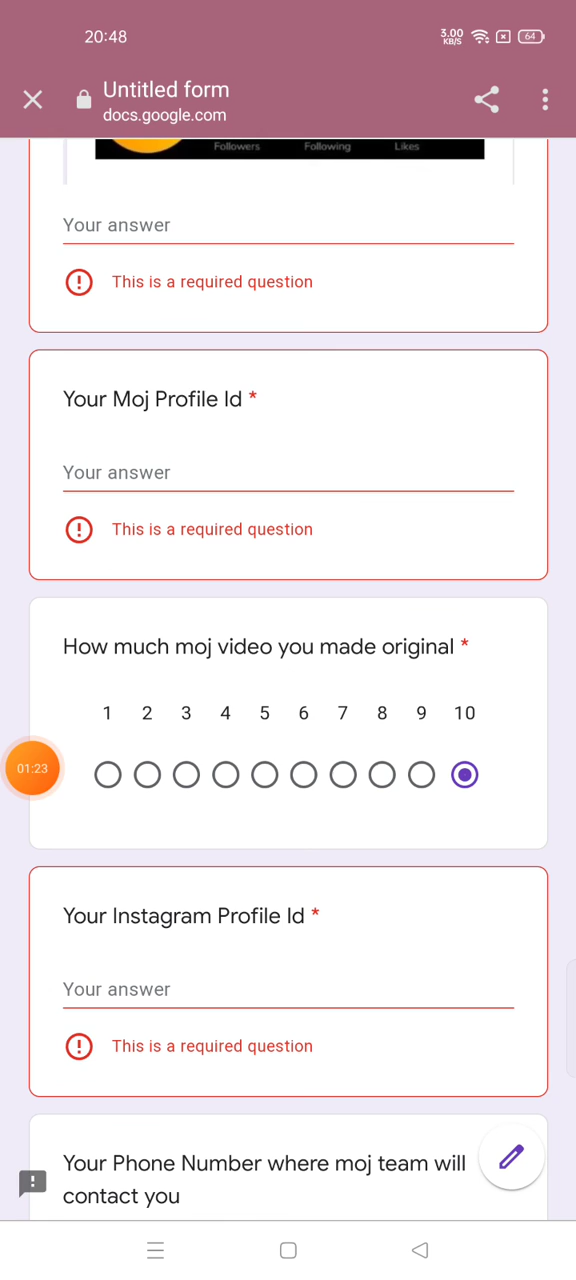 20:48
3.00
KB/S
64
Untitled form
docs.google.com
Followers Following Likes
Your answer
This is a required question
Your Moj Profile Id *
Your answer
This is a required question
How much moj video you made original *
1 2 3 4 5 6 7 8 9 10
01:23
Your Instagram Profile Id *
Your answer
This is a required question
Your Phone Number where moj team will
contact you